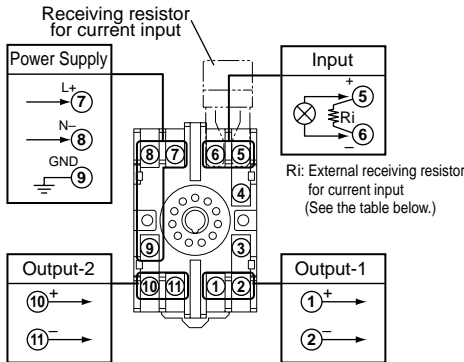 Receiving resistor
for current input
Power Supply
L+
7
N−
8
GND
9
Input
+
5
Ri
6
−
Ri: External receiving resistor
for current input
(See the table below.)
8 7 6 5
4
9 3
10 11 1 2
Output-2
10 +
11 −
Output-1
1 +
2 −